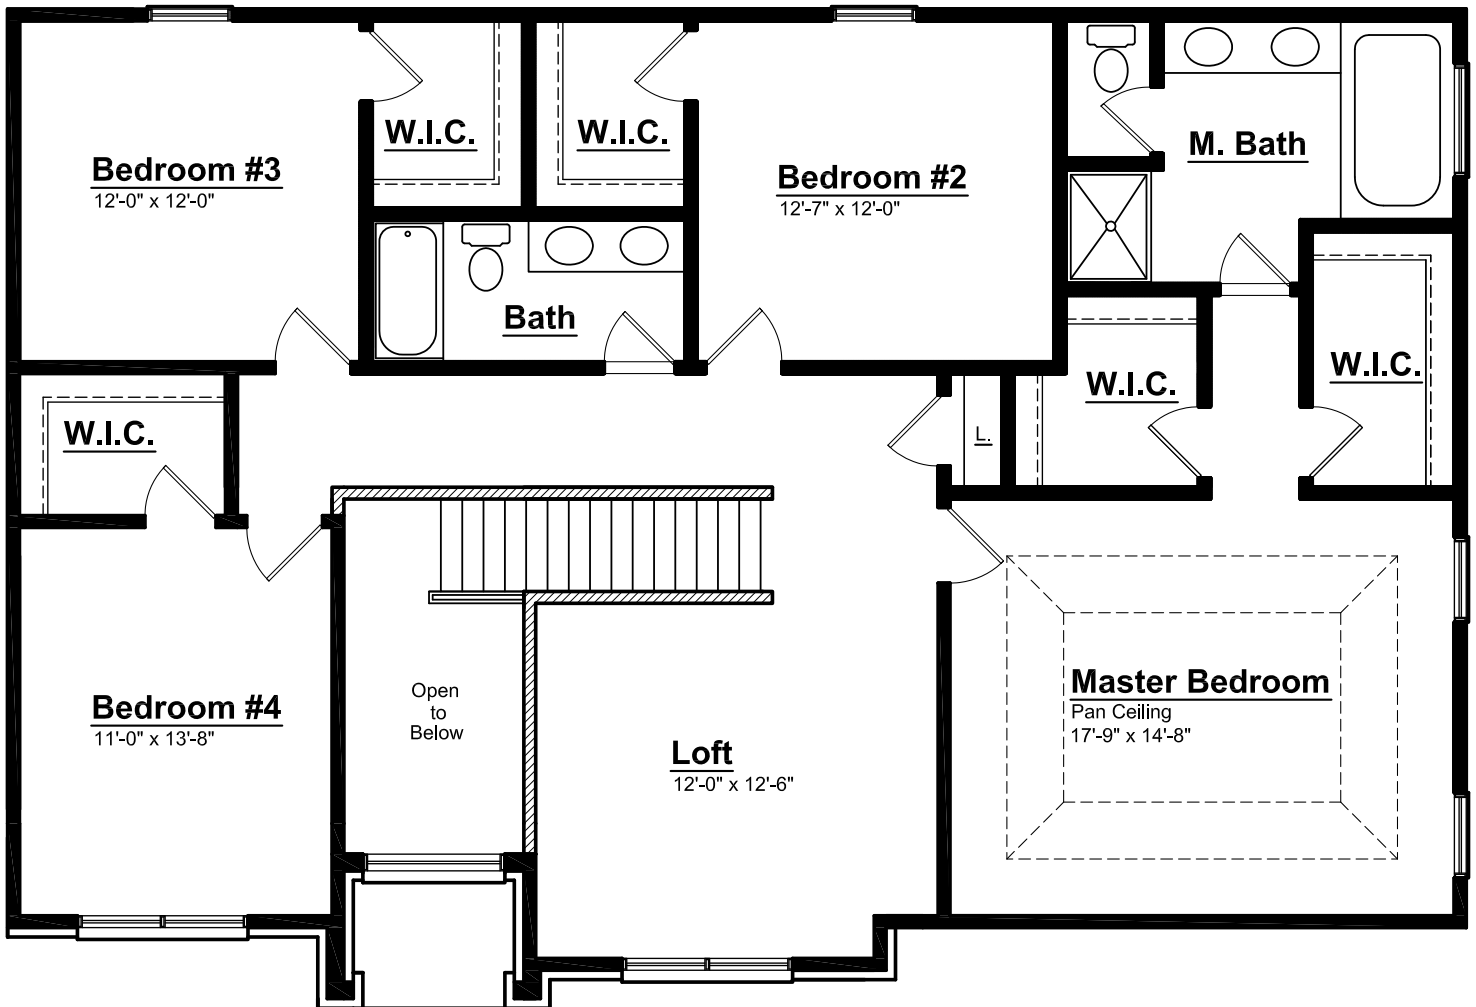 W.I.C.
W.I.C.
M. Bath
Bedroom #3
12'-0" x 12'-0"
Bedroom #2
12'-7" x 12'-0"
Bath
W.I.C.
W.I.C.
W.I.C.
L.
Open
to
Below
Master Bedroom
Pan Ceiling
17'-9" x 14'-8"
Bedroom #4
11'-0" x 13'-8"
Loft
12'-0" x 12'-6"